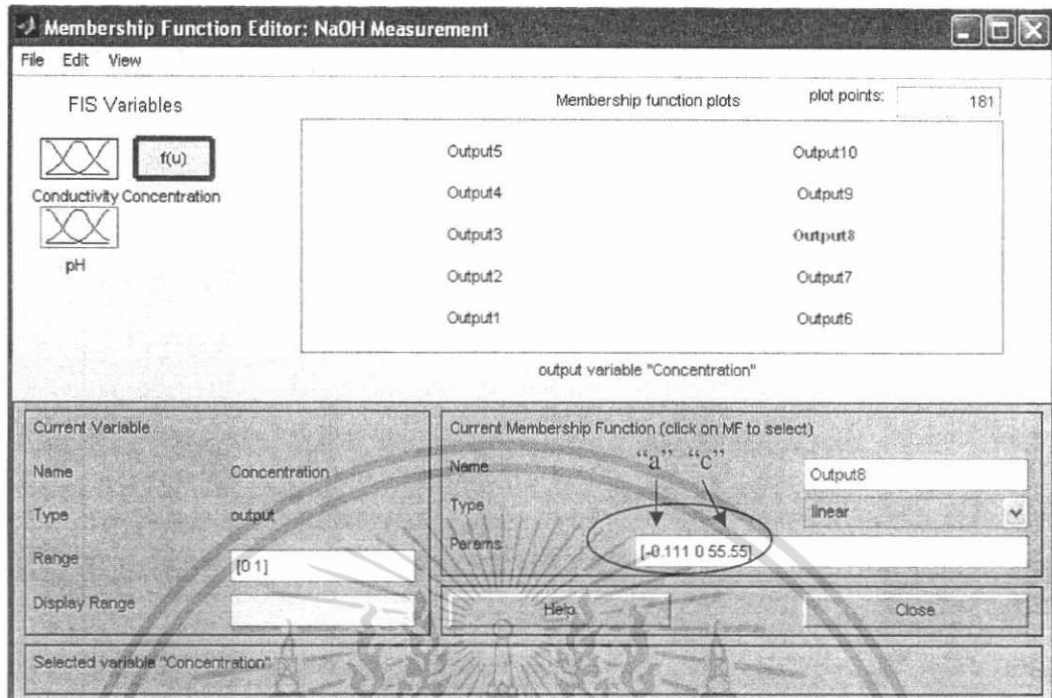 Membership Function Editor: NaOH Measurement
File Edit View
FIS Variables
Membership function plots
plot points:
181
f(u)
Conductivity Concentration
pH
Output5
Output10
Output4
Output9
Output3
Output8
Output2
Output7
Output1
Output6
output variable "Concentration"
Current Variable
Name
Concentration
Type
output
Range
[0 1]
Display Range
Current Membership Function (click on MF to select)
"a" "c"
Name
Output8
Type
linear
Params
[-0.111 0 55.55]
Help
Close
Selected variable "Concentration"